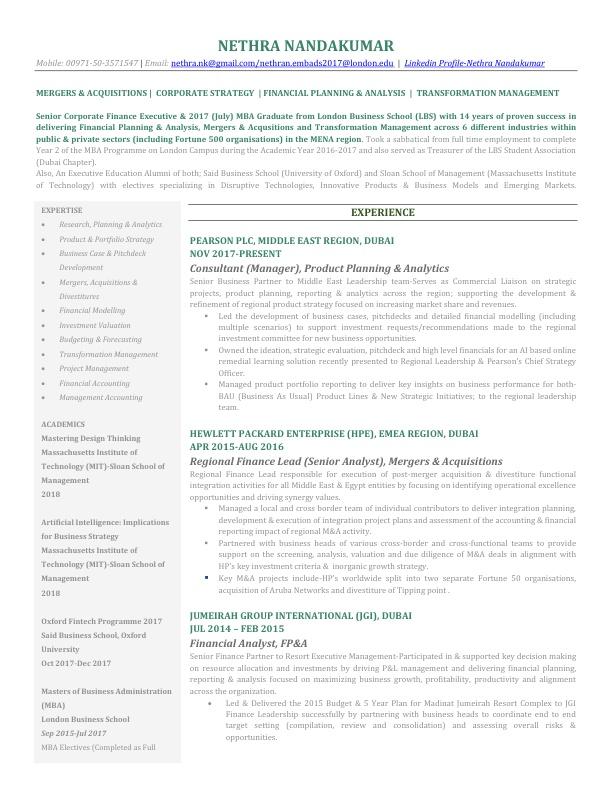 NETHRA NANDAKUMAR
Mobile: 00971-50-3571547 | Email: nethra.nk@gmail.com/nethran.embads2017@london.edu | Linkedin Profile-Nethra Nandakumar
MERGERS & ACQUISITIONS | CORPORATE STRATEGY | FINANCIAL PLANNING & ANALYSIS | TRANSFORMATION MANAGEMENT
Senior Corporate Finance Executive & 2017 (July) MBA Graduate from London Business School (LBS) with 14 years of proven success in
delivering Financial Planning & Analysis, Mergers & Acqusitions and Transformation Management across 6 different industries within
public & private sectors (including Fortune 500 organisations) in the MENA region. Took a sabbatical from full time employment to complete
Year 2 of the MBA Programme on London Campus during the Academic Year 2016-2017 and also served as Treasurer of the LBS Student Association
(Dubai Chapter).
Also, An Executive Education Alumni of both; Said Business School (University of Oxford) and Sloan School of Management (Massachusetts Institute
of Technology) with electives specializing in Disruptive Technologies, Innovative Products & Business Models and Emerging Markets.
EXPERTISE
• Research, Planning & Analytics
• Product & Portfolio Strategy
• Business Case & Pitchdeck
Development
• Mergers, Acquisitions &
Divestitures
• Financial Modelling
• Investment Valuation
• Budgeting & Forecasting
• Transformation Management
• Project Management
• Financial Accounting
• Management Accounting
ACADEMICS
Mastering Design Thinking
Massachusetts Institute of
Technology (MIT)-Sloan School of
Management
2018
Artificial Intelligence: Implications
for Business Strategy
Massachusetts Institute of
Technology (MIT)-Sloan School of
Management
2018
Oxford Fintech Programme 2017
Said Business School, Oxford
University
Oct 2017-Dec 2017
Masters of Business Administration
(MBA)
London Business School
Sep 2015-Jul 2017
MBA Electives (Completed as Full
EXPERIENCE
PEARSON PLC, MIDDLE EAST REGION, DUBAI
NOV 2017-PRESENT
Consultant (Manager), Product Planning & Analytics
Senior Business Partner to Middle East Leadership team-Serves as Commercial Liaison on strategic
projects, product planning, reporting & analytics across the region; supporting the development &
refinement of regional product strategy focused on increasing market share and revenues.
▪ Led the development of business cases, pitchdecks and detailed financial modelling (including
multiple scenarios) to support investment requests/recommendations made to the regional
investment committee for new business opportunities.
▪ Owned the ideation, strategic evaluation, pitchdeck and high level financials for an AI based online
remedial learning solution recently presented to Regional Leadership & Pearson's Chief Strategy
Officer.
▪ Managed product portfolio reporting to deliver key insights on business performance for both-
BAU (Business As Usual) Product Lines & New Strategic Initiatives; to the regional leadership
team.
HEWLETT PACKARD ENTERPRISE (HPE), EMEA REGION, DUBAI
APR 2015-AUG 2016
Regional Finance Lead (Senior Analyst), Mergers & Acquisitions
Regional Finance Lead responsible for execution of post-merger acquisition & divestiture functional
integration activities for all Middle East & Egypt entities by focusing on identifying operational excellence
opportunities and driving synergy values.
▪ Managed a local and cross border team of individual contributors to deliver integration planning,
development & execution of integration project plans and assessment of the accounting & financial
reporting impact of regional M&A activity.
▪ Partnered with business heads of various cross-border and cross-functional teams to provide
support on the screening, analysis, valuation and due diligence of M&A deals in alignment with
HP's key investment criteria & inorganic growth strategy.
▪ Key M&A projects include-HP's worldwide split into two separate Fortune 50 organisations,
acquisition of Aruba Networks and divestiture of Tipping point .
JUMEIRAH GROUP INTERNATIONAL (JGI), DUBAI
JUL 2014 – FEB 2015
Financial Analyst, FP&A
Senior Finance Partner to Resort Executive Management-Participated in & supported key decision making
on resource allocation and investments by driving P&L management and delivering financial planning,
reporting & analysis focused on maximizing business growth, profitability, productivity and alignment
across the organization.
• Led & Delivered the 2015 Budget & 5 Year Plan for Madinat Jumeirah Resort Complex to JGI
Finance Leadership successfully by partnering with business heads to coordinate end to end
target setting (compilation, review and consolidation) and assessing overall risks &
opportunities.